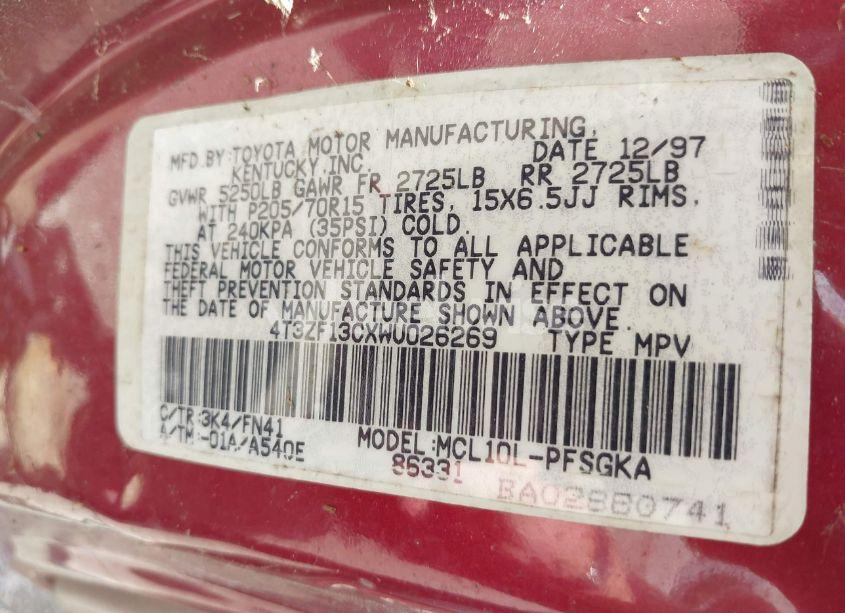 MFD.BY:TOYOTA MOTOR MANUFACTURING,
KENTUCKY,INC. DATE 12/97
GVWR 5250LB GAWR FR 2725LB RR 2725LB
WITH P205/70R15 TIRES, 15X6.5JJ RIMS,
AT 240KPA (35PSI) COLD.
THIS VEHICLE CONFORMS TO ALL APPLICABLE
FEDERAL MOTOR VEHICLE SAFETY AND
THEFT PREVENTION STANDARDS IN EFFECT ON
THE DATE OF MANUFACTURE SHOWN ABOVE.
4T3ZF13CXWU026269 TYPE MPV
C/TR:3K4/FN41
A/TM:-01A/A540E MODEL:MCL10L-PFSGKA
86331 BA02880741